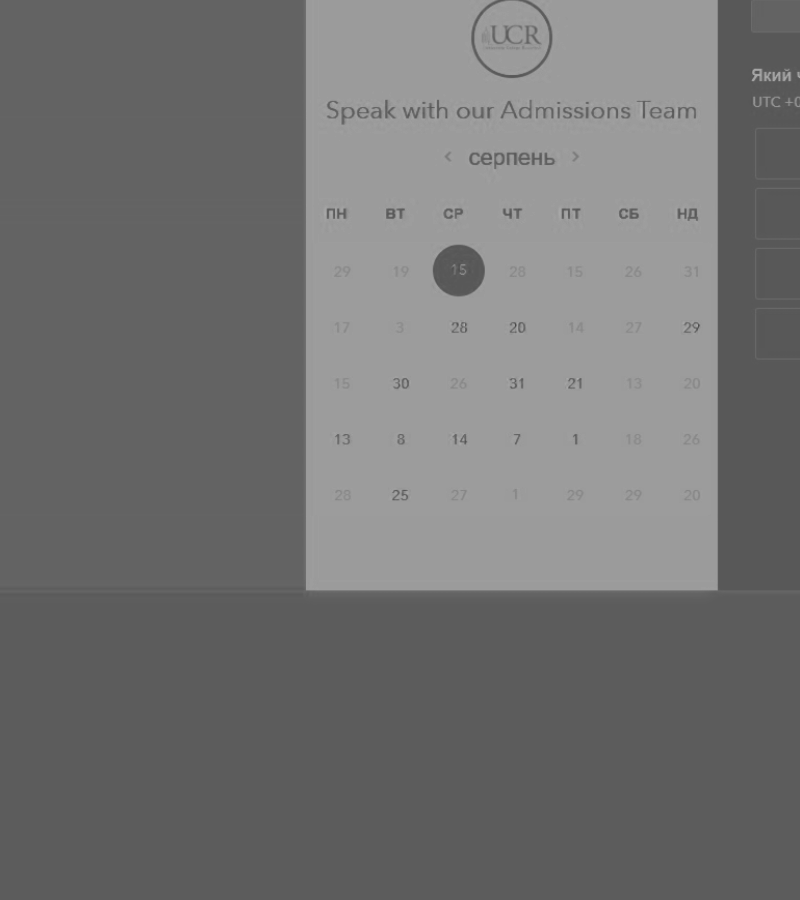 UCR
Speak with our Admissions Team
серпень
ПН ВТ СР ЧТ ПТ СБ НД
29 19 15 28 15 26 31
17 3 28 20 14 27 29
15 30 26 31 21 13 20
13 8 14 7 1 18 26
28 25 27 1 29 29 20
Який
UTC +0